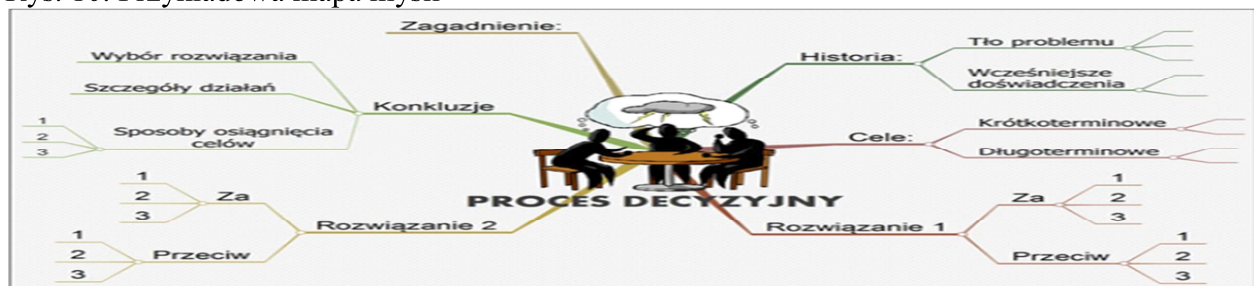 Zagadnienie:
Historia:
Tło problemu
Wcześniejsze
doświadczenia
Cele:
Krótkoterminowe
Długoterminowe
Rozwiązanie 1
Za
1
2
3
Przeciw
1
2
3
Rozwiązanie 2
Za
1
2
3
Przeciw
1
2
3
Konkluzje
Wybór rozwiązania
Szczegóły działań
Sposoby osiągnięcia
celów
1
2
3
PROCES DECYZYJNY